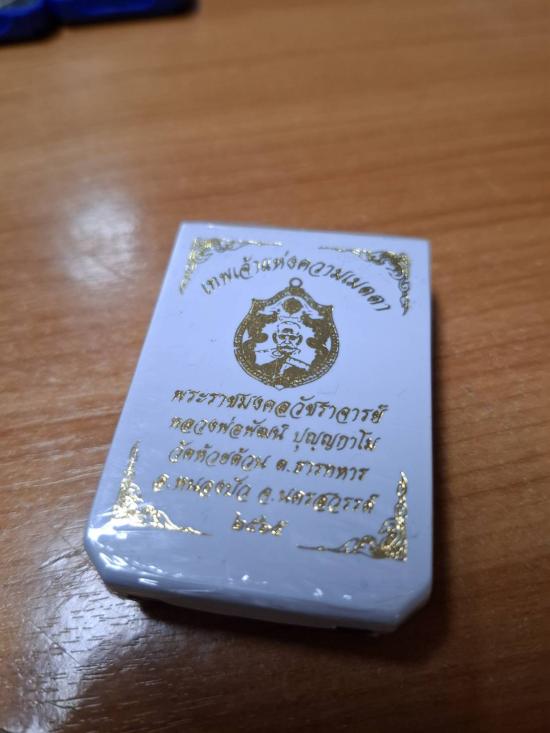 เทพเจ้าแห่งความเมตตา
พระราชมงคลวัชราจารย์
หลวงพ่อพัฒน์ ปุญฺญกาโม
วัดห้วยด้วน ต.ธารทหาร
อ.หนองบัว จ.นครสวรรค์
๒๕๖๕